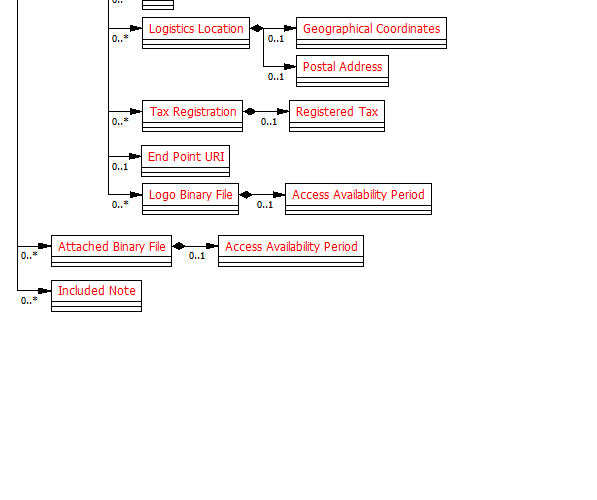 0..*
Logistics Location
0..1
Geographical Coordinates
0..1
Postal Address
0..*
Tax Registration
0..1
Registered Tax
0..1
End Point URI
0..*
Logo Binary File
0..1
Access Availability Period
0..*
Attached Binary File
0..1
Access Availability Period
0..*
Included Note